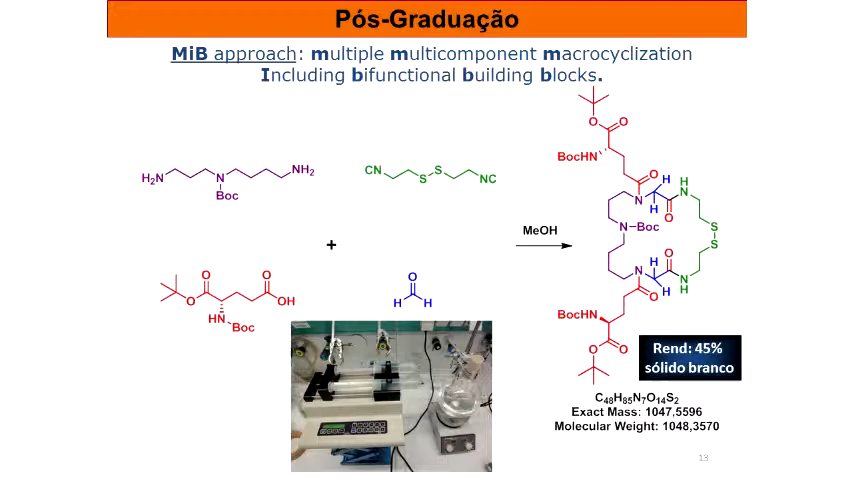 Pós-Graduação
MiB approach: multiple multicomponent macrocyclization
Including bifunctional building blocks.
H₂N
N
Boc
NH₂
CN
S
S
NC
+
O
O
O
OH
HN
Boc
O
H
H
MeOH
O
O
BocHN
O
N
H
H
O
H
N
N
Boc
S
S
N
H
H
O
N
H
O
BocHN
O
O
Rend: 45%
sólido branco
C₄₈H₈₅N₇O₁₄S₂
Exact Mass: 1047,5596
Molecular Weight: 1048,3570
13